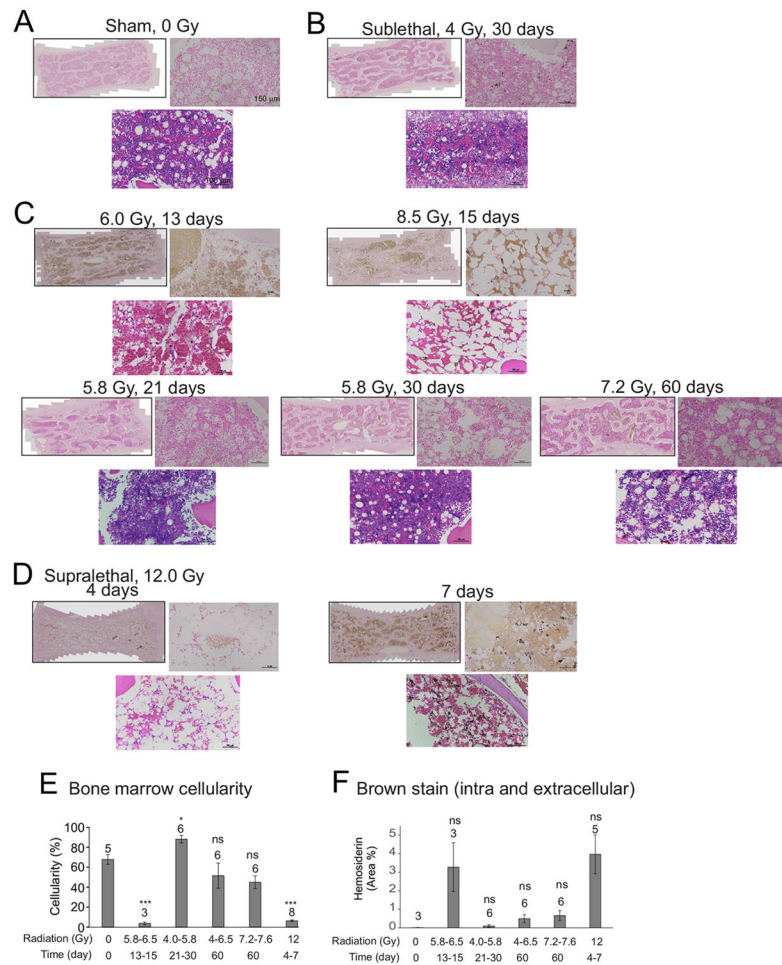 A
Sham, 0 Gy
150 µm
B
Sublethal, 4 Gy, 30 days
C
6.0 Gy, 13 days
8.5 Gy, 15 days
5.8 Gy, 21 days
5.8 Gy, 30 days
7.2 Gy, 60 days
D
Supralethal, 12.0 Gy
4 days
7 days
E Bone marrow cellularity
Cellularity (%)
100
80
60
40
20
0
5
***
3
*
6
ns
6
ns
6
***
8
Radiation (Gy) 0 5.8-6.5 4.0-5.8 4-6.5 7.2-7.6 12
Time (day) 0 13-15 21-30 60 60 4-7
F Brown stain (intra and extracellular)
Hemosiderin
(Area %)
5
4
3
2
1
0
3
ns
3
ns
6
ns
6
ns
6
ns
5
Radiation (Gy) 0 5.8-6.5 4.0-5.8 4-6.5 7.2-7.6 12
Time (day) 0 13-15 21-30 60 60 4-7